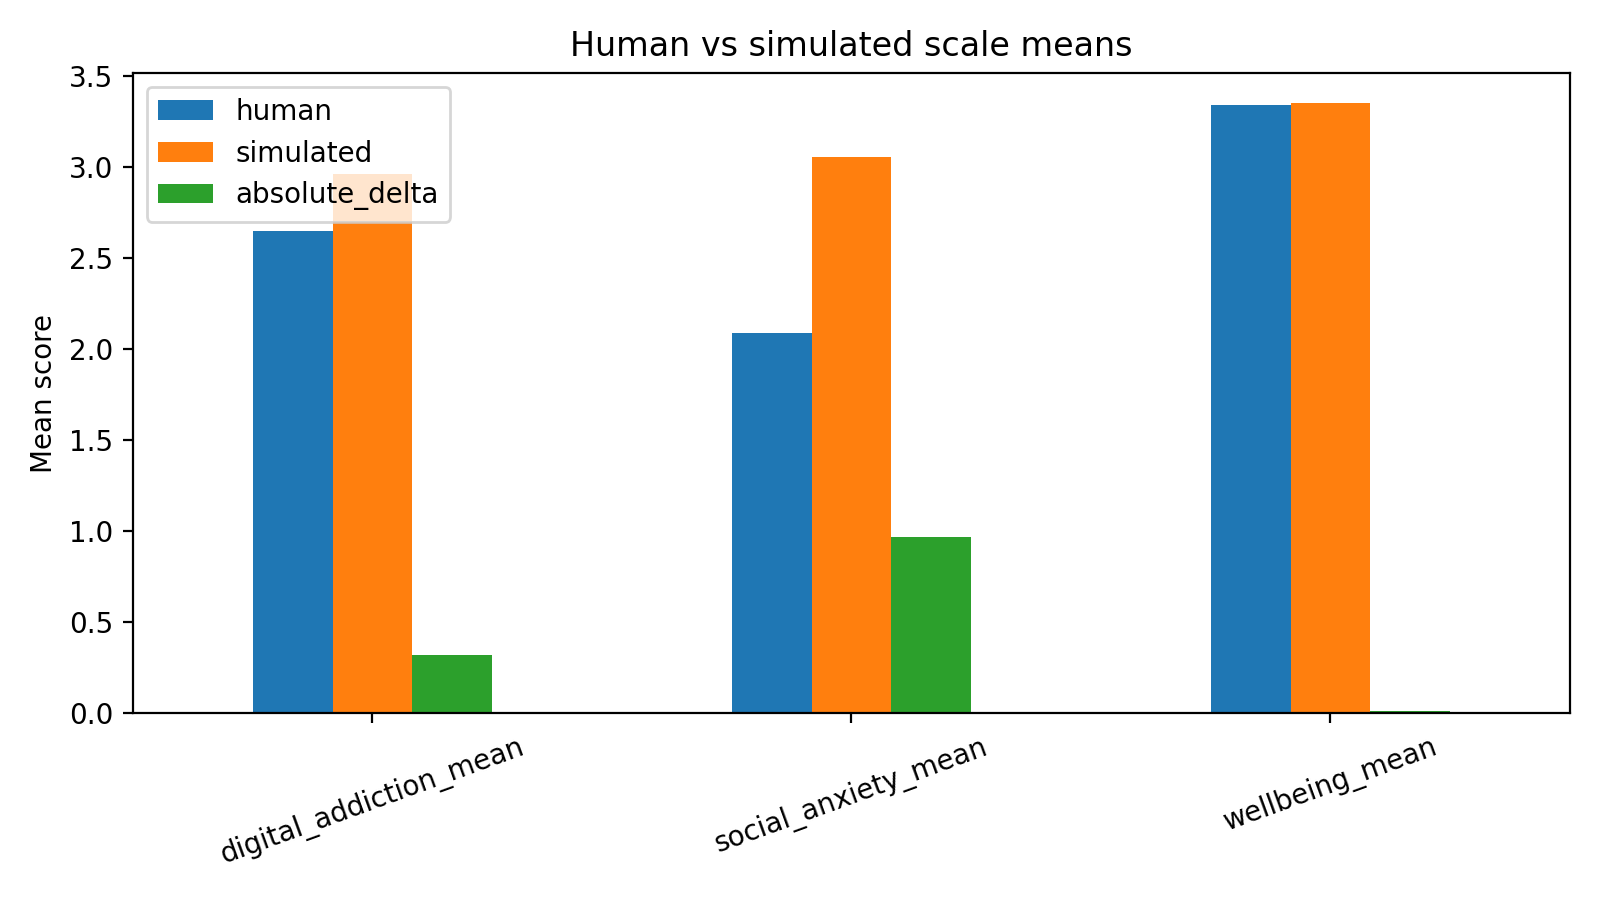 Human vs simulated scale means
3.5
3.0
2.5
2.0
1.5
1.0
0.5
0.0
Mean score
human
simulated
absolute_delta
digital_addiction_mean
social_anxiety_mean
wellbeing_mean